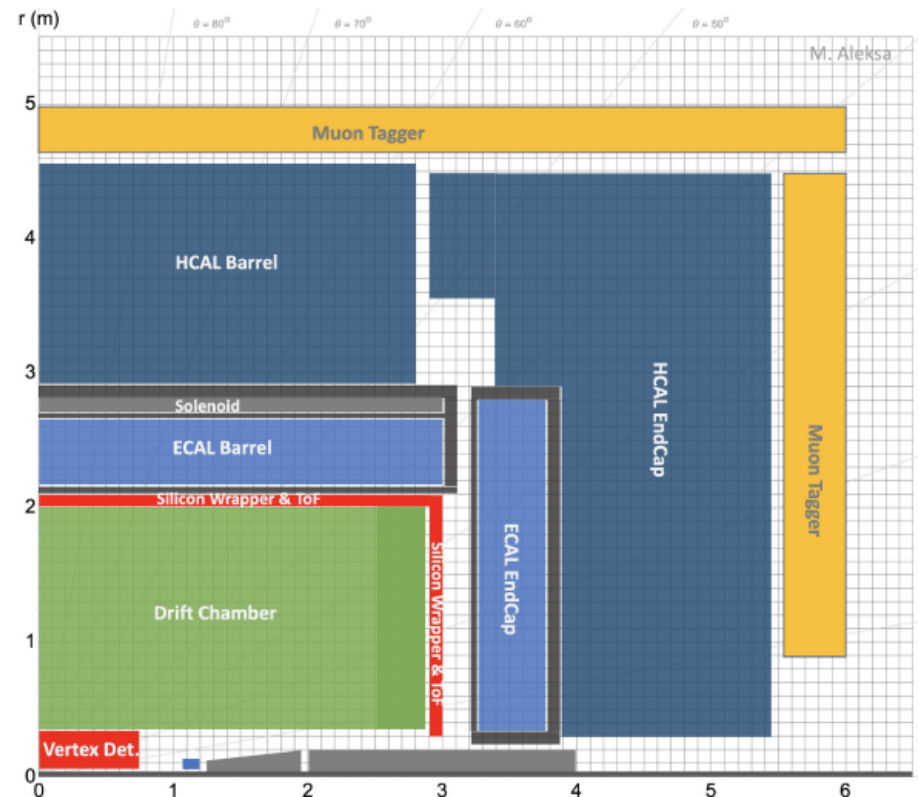 r (m)
θ = 80°
θ = 70°
θ = 60°
θ = 50°
M. Aleksa
5
Muon Tagger
4
HCAL Barrel
3
Solenoid
ECAL Barrel
2
Silicon Wrapper & ToF
Drift Chamber
1
Silicon Wrapper & ToF
ECAL EndCap
HCAL EndCap
Muon Tagger
Vertex Det.
0
0 1 2 3 4 5 6